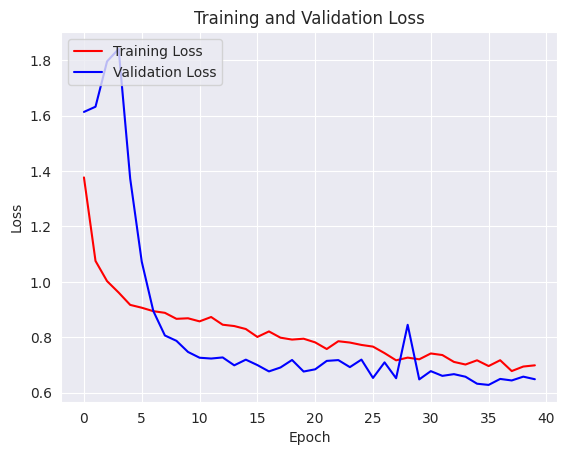 Training and Validation Loss
Training Loss
Validation Loss
1.8
1.6
1.4
1.2
1.0
0.8
0.6
Loss
0 5 10 15 20 25 30 35 40
Epoch